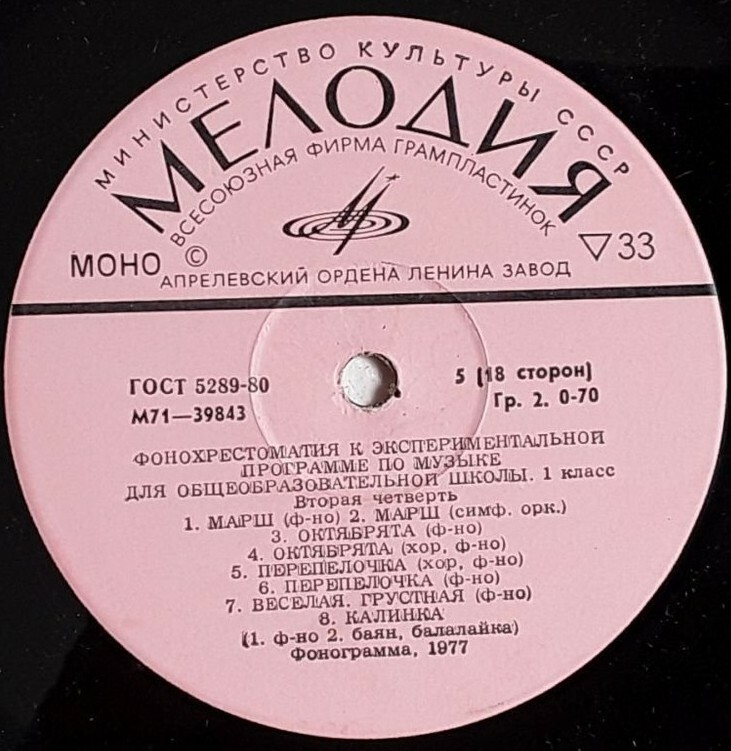 МИНИСТЕРСТВО КУЛЬТУРЫ СССР
МЕЛОДИЯ
ВСЕСОЮЗНАЯ ФИРМА ГРАМПЛАСТИНОК
МОНО © ▽33
АПРЕЛЕВСКИЙ ОРДЕНА ЛЕНИНА ЗАВОД
ГОСТ 5289-80 5 (18 сторон)
М71—39843 Гр. 2. 0-70
ФОНОХРЕСТОМАТИЯ К ЭКСПЕРИМЕНТАЛЬНОЙ
ПРОГРАММЕ ПО МУЗЫКЕ
ДЛЯ ОБЩЕОБРАЗОВАТЕЛЬНОЙ ШКОЛЫ. 1 класс
Вторая четверть
1. МАРШ (ф-но) 2. МАРШ (симф. орк.)
3. ОКТЯБРЯТА (ф-но)
4. ОКТЯБРЯТА (хор, ф-но)
5. ПЕРЕПЕЛОЧКА (хор, ф-но)
6. ПЕРЕПЕЛОЧКА (ф-но)
7. ВЕСЕЛАЯ. ГРУСТНАЯ (ф-но)
8. КАЛИНКА
(1. ф-но 2. баян, балалайка)
Фонограмма, 1977